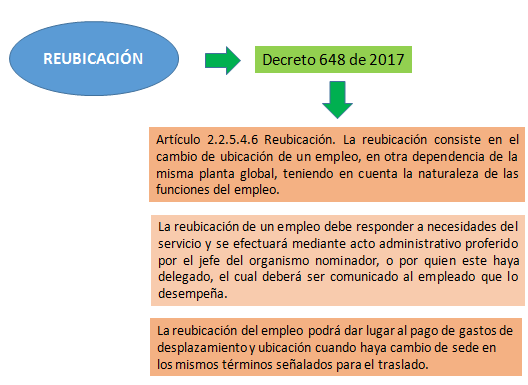 REUBICACIÓN
Decreto 648 de 2017
Artículo 2.2.5.4.6 Reubicación. La reubicación consiste en el
cambio de ubicación de un empleo, en otra dependencia de la
misma planta global, teniendo en cuenta la naturaleza de las
funciones del empleo.
La reubicación de un empleo debe responder a necesidades del
servicio y se efectuará mediante acto administrativo proferido
por el jefe del organismo nominador, o por quien este haya
delegado, el cual deberá ser comunicado al empleado que lo
desempeña.
La reubicación del empleo podrá dar lugar al pago de gastos de
desplazamiento y ubicación cuando haya cambio de sede en
los mismos términos señalados para el traslado.